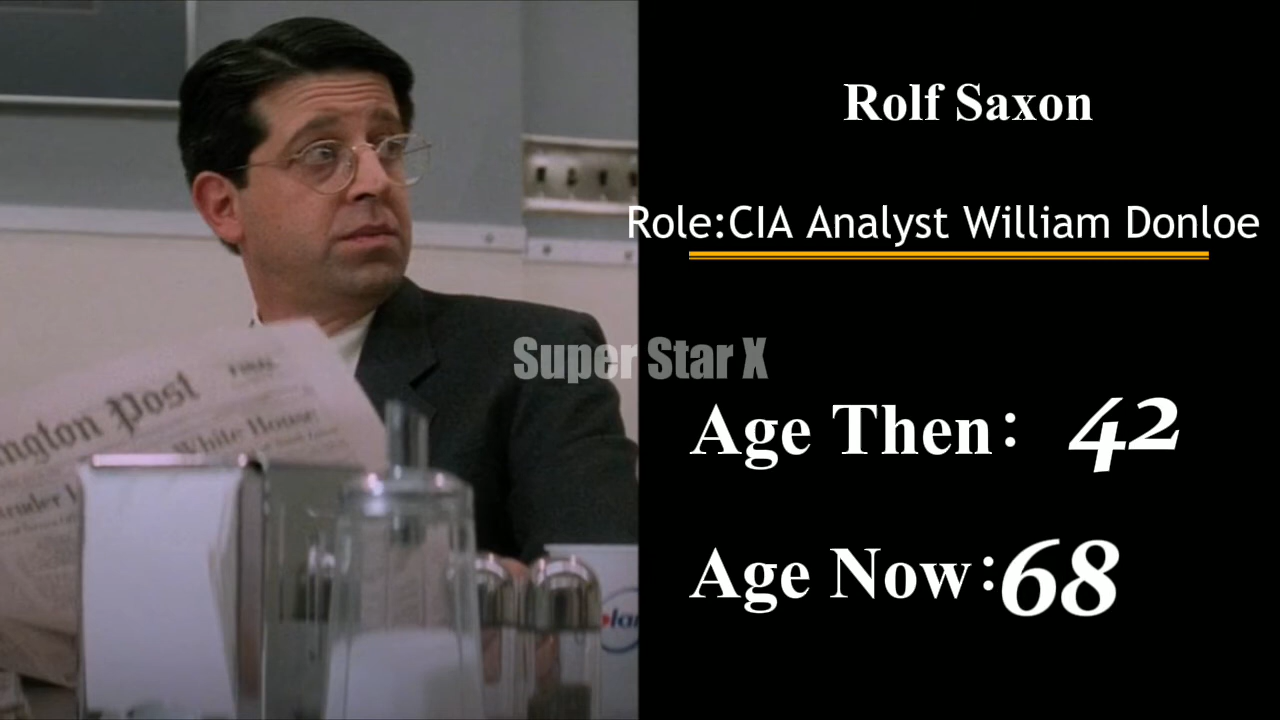 Rolf Saxon
Role:CIA Analyst William Donloe
Super Star X
Age Then: 42
Age Now:68
ngton Post
FINAL
White House